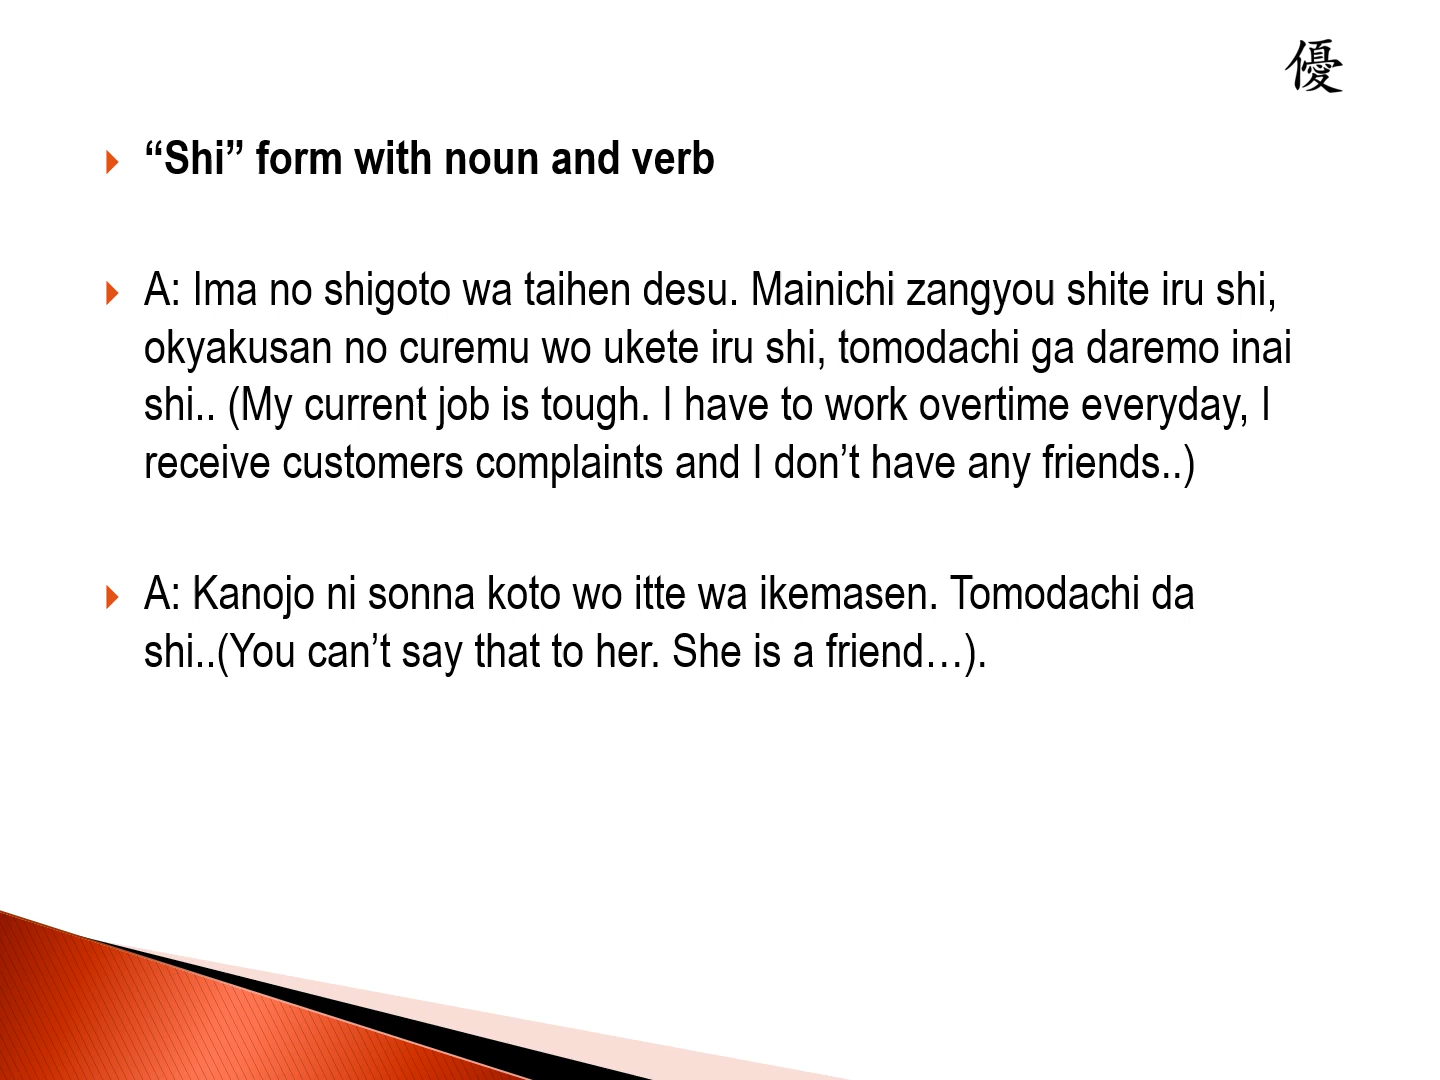 優
“Shi” form with noun and verb
A: Ima no shigoto wa taihen desu. Mainichi zangyou shite iru shi,
okyakusan no curemu wo ukete iru shi, tomodachi ga daremo inai
shi.. (My current job is tough. I have to work overtime everyday, I
receive customers complaints and I don’t have any friends..)
A: Kanojo ni sonna koto wo itte wa ikemasen. Tomodachi da
shi..(You can’t say that to her. She is a friend…).